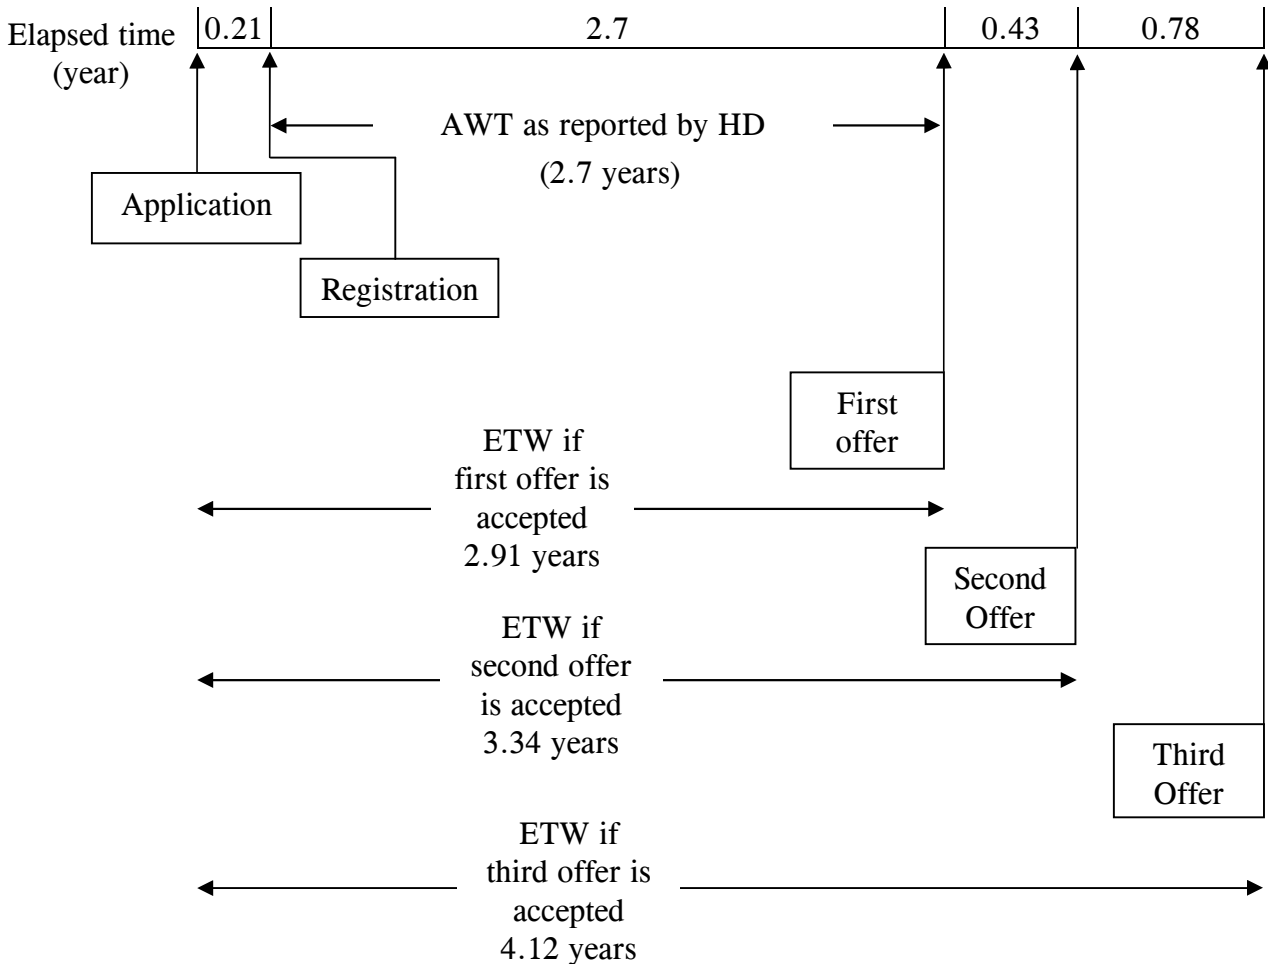 Elapsed time
(year)
0.21
2.7
0.43
0.78
AWT as reported by HD
(2.7 years)
Application
Registration
First
offer
ETW if
first offer is
accepted
2.91 years
Second
Offer
ETW if
second offer
is accepted
3.34 years
Third
Offer
ETW if
third offer is
accepted
4.12 years